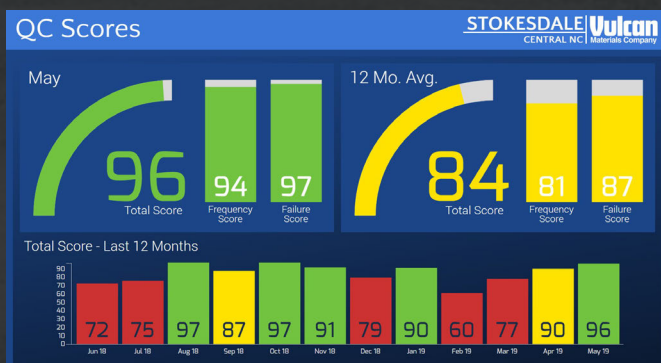 QC Scores
STOKESDALE
CENTRAL NC
Vulcan
Materials Company
May
96
Total Score
94
Frequency
Score
97
Failure
Score
12 Mo. Avg.
84
Total Score
81
Frequency
Score
87
Failure
Score
Total Score - Last 12 Months
90
80
70
60
50
40
30
20
10
0
72 75 97 87 97 91 79 90 60 77 90 96
Jun 18 Jul 18 Aug 18 Sep 18 Oct 18 Nov 18 Dec 18 Jan 19 Feb 19 Mar 19 Apr 19 May 19